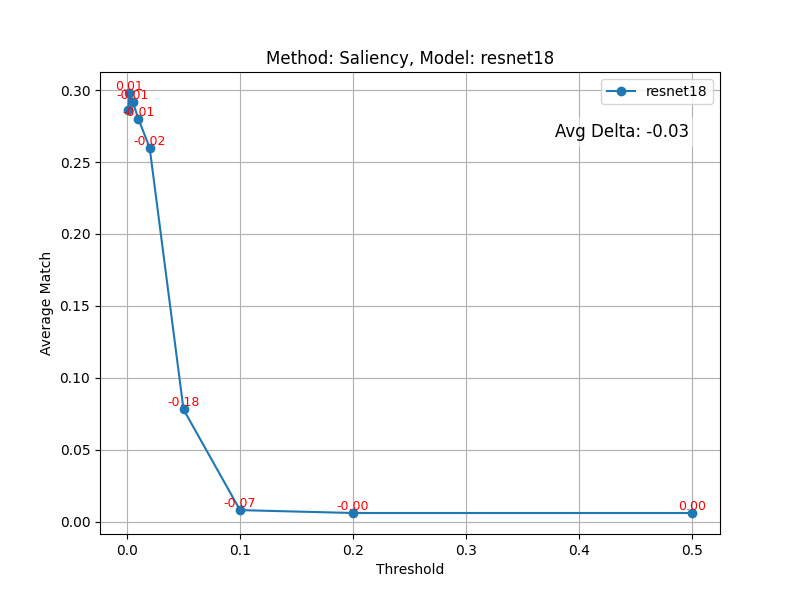 Method: Saliency, Model: resnet18
resnet18
Avg Delta: -0.03
0.01
-0.01
-0.01
-0.02
-0.18
-0.07
-0.00
0.00
0.30
0.25
0.20
0.15
0.10
0.05
0.00
Average Match
0.0 0.1 0.2 0.3 0.4 0.5
Threshold